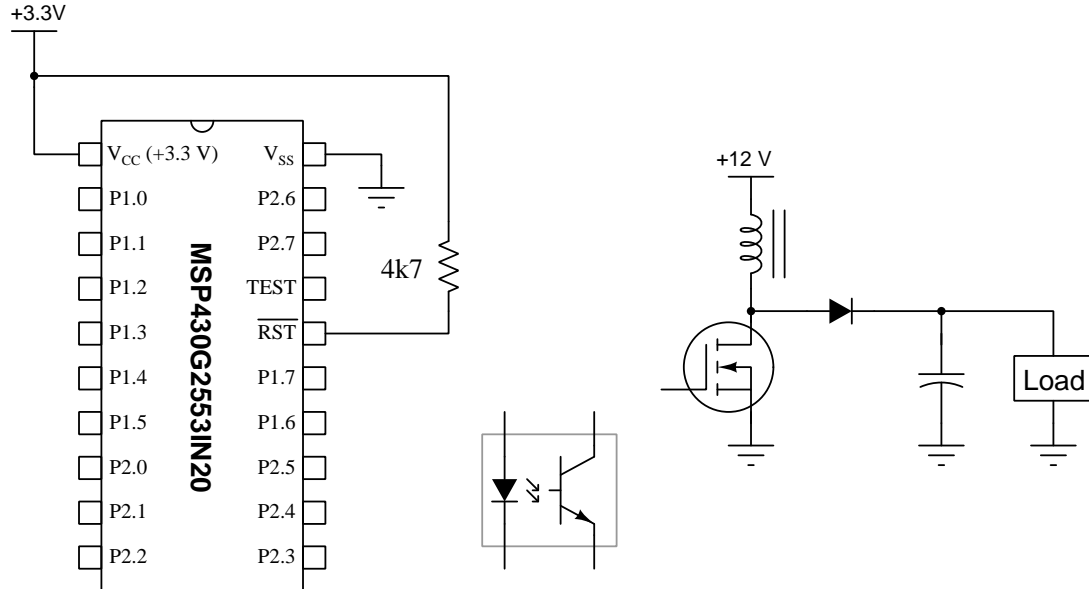 +3.3V
V_CC (+3.3 V)
V_SS
P1.0
P2.6
P1.1
P2.7
P1.2
TEST
P1.3
RST
P1.4
P1.7
P1.5
P1.6
P2.0
P2.5
P2.1
P2.4
P2.2
P2.3
MSP430G2553IN20
4k7
+12 V
Load